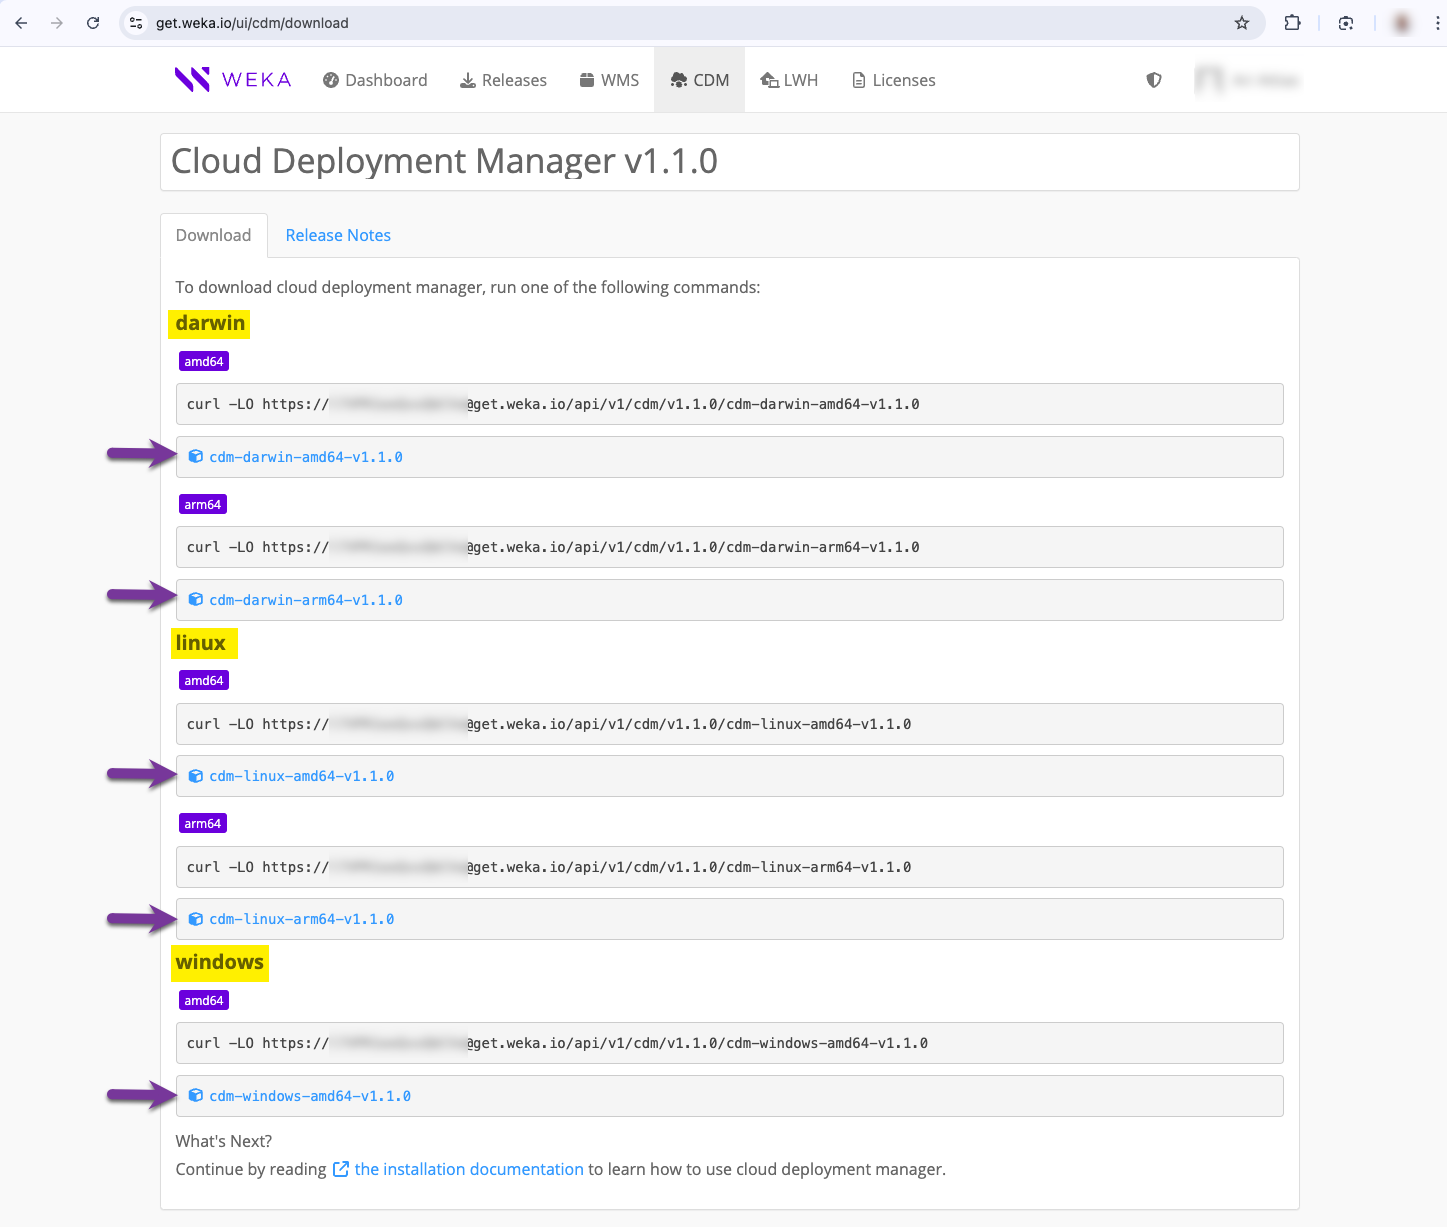 get.weka.io/ui/cdm/download
WEKA Dashboard Releases WMS CDM LWH Licenses
Cloud Deployment Manager v1.1.0
Download Release Notes
To download cloud deployment manager, run one of the following commands:
darwin
amd64
curl -LO https:// @get.weka.io/api/v1/cdm/v1.1.0/cdm-darwin-amd64-v1.1.0
cdm-darwin-amd64-v1.1.0
arm64
curl -LO https:// @get.weka.io/api/v1/cdm/v1.1.0/cdm-darwin-arm64-v1.1.0
cdm-darwin-arm64-v1.1.0
linux
amd64
curl -LO https:// @get.weka.io/api/v1/cdm/v1.1.0/cdm-linux-amd64-v1.1.0
cdm-linux-amd64-v1.1.0
arm64
curl -LO https:// @get.weka.io/api/v1/cdm/v1.1.0/cdm-linux-arm64-v1.1.0
cdm-linux-arm64-v1.1.0
windows
amd64
curl -LO https:// @get.weka.io/api/v1/cdm/v1.1.0/cdm-windows-amd64-v1.1.0
cdm-windows-amd64-v1.1.0
What's Next?
Continue by reading the installation documentation to learn how to use cloud deployment manager.